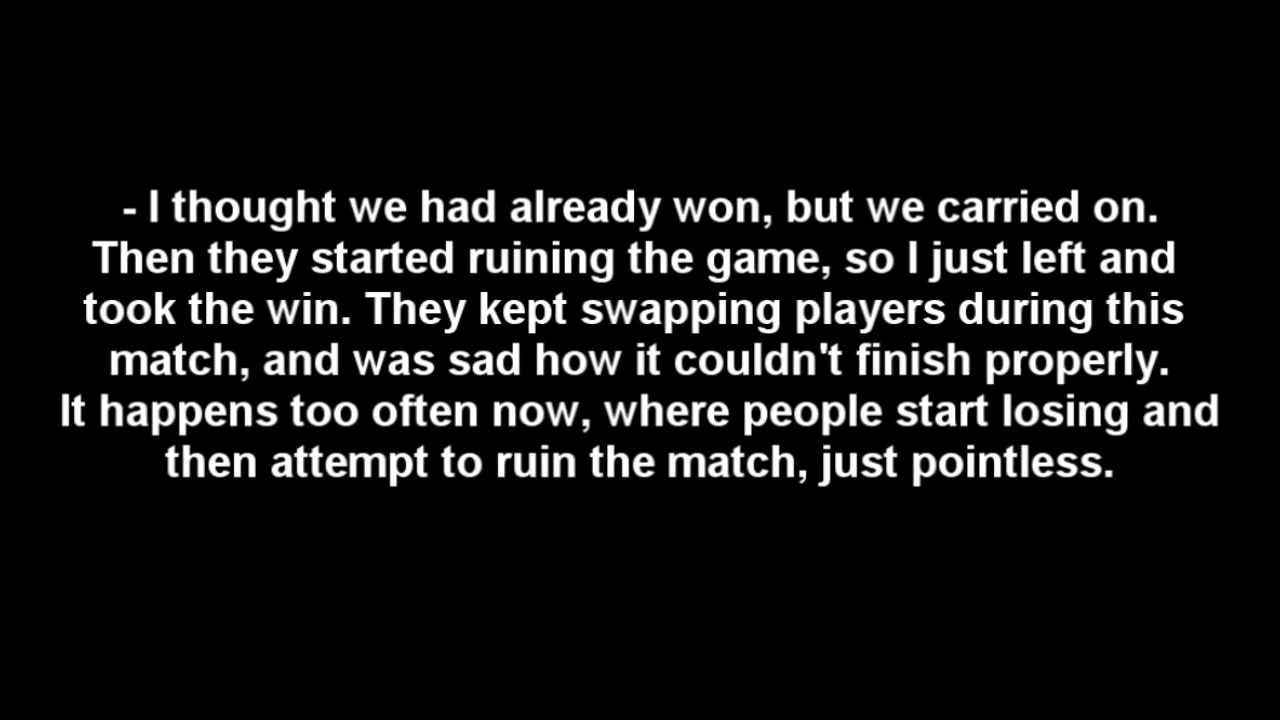 - I thought we had already won, but we carried on.
Then they started ruining the game, so I just left and
took the win. They kept swapping players during this
match, and was sad how it couldn't finish properly.
It happens too often now, where people start losing and
then attempt to ruin the match, just pointless.